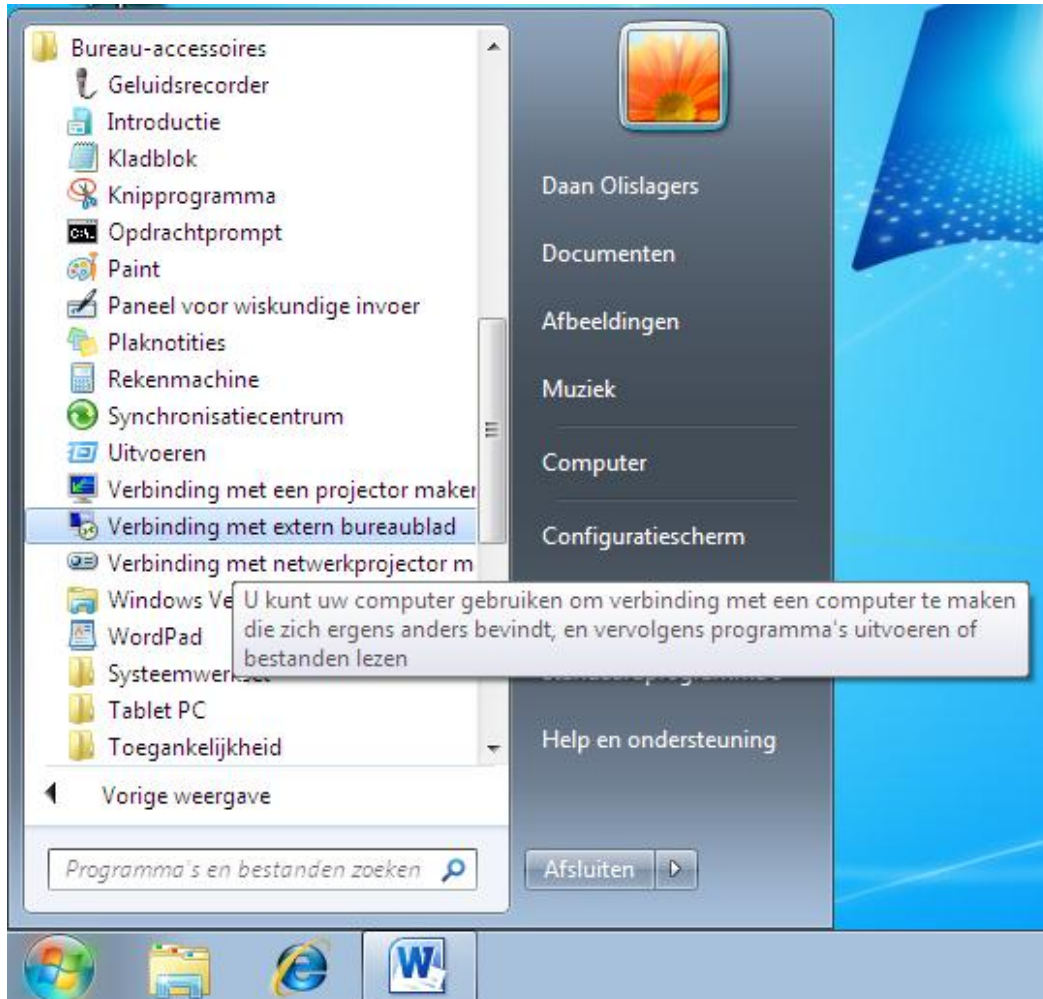 Bureau-accessoires
Geluidsrecorder
Introductie
Kladblok
Knipprogramma
Opdrachtprompt
Paint
Paneel voor wiskundige invoer
Plaknotities
Rekenmachine
Synchronisatiecentrum
Uitvoeren
Verbinding met een projector maken
Verbinding met extern bureaublad
Verbinding met netwerkprojector m
Windows Ve
WordPad
Tablet PC
Toegankelijkheid
Vorige weergave
Programma's en bestanden zoeken
Daan Olislagers
Documenten
Afbeeldingen
Muziek
Computer
Configuratiescherm
U kunt uw computer gebruiken om verbinding met een computer te maken
die zich ergens anders bevindt, en vervolgens programma's uitvoeren of
bestanden lezen
Help en ondersteuning
Afsluiten